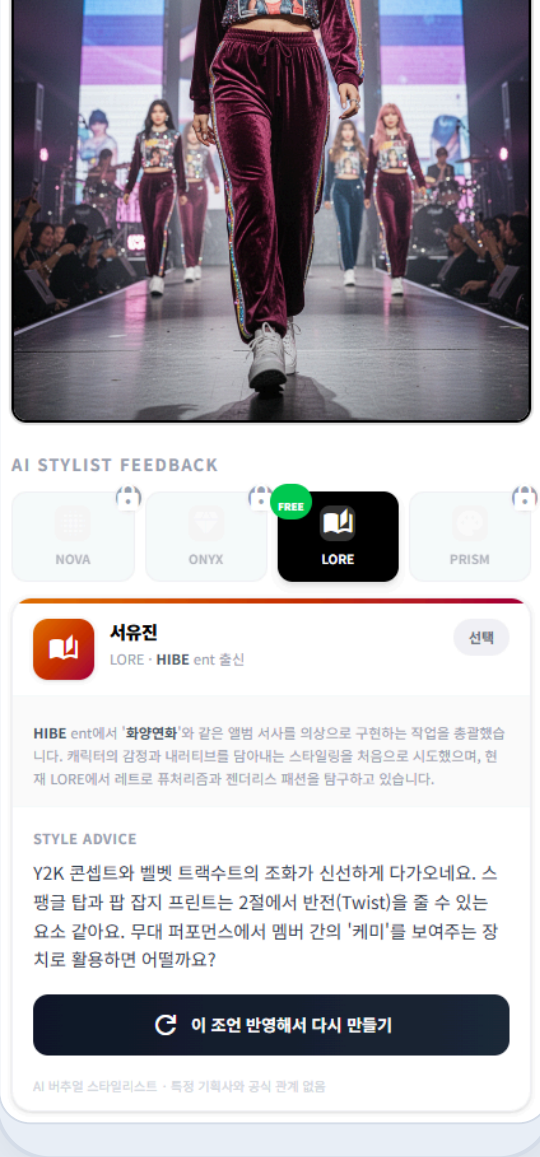 AI STYLIST FEEDBACK
FREE
NOVA
ONYX
LORE
PRISM
서유진
LORE · HIBE ent 출신
선택
HIBE ent에서 '화양연화'와 같은 앨범 서사를 의상으로 구현하는 작업을 총괄했습
니다. 캐릭터의 감정과 내러티브를 담아내는 스타일링을 처음으로 시도했으며, 현
재 LORE에서 레트로 퓨처리즘과 젠더리스 패션을 탐구하고 있습니다.
STYLE ADVICE
Y2K 콘셉트와 벨벳 트랙수트의 조화가 신선하게 다가오네요. 스
팽글 탑과 팝 잡지 프린트는 2절에서 반전(Twist)을 줄 수 있는
요소 같아요. 무대 퍼포먼스에서 멤버 간의 '케미'를 보여주는 장
치로 활용하면 어떨까요?
이 조언 반영해서 다시 만들기
AI 버추얼 스타일리스트 · 특정 기획사와 공식 관계 없음